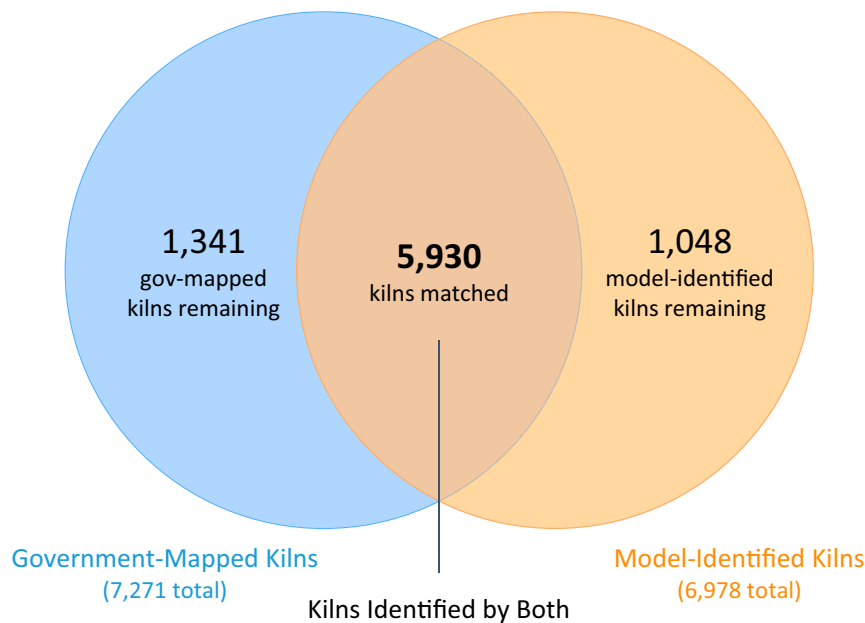 1,341
gov-mapped
kilns remaining
5,930
kilns matched
1,048
model-identified
kilns remaining
Government-Mapped Kilns
(7,271 total)
Model-Identified Kilns
(6,978 total)
Kilns Identified by Both